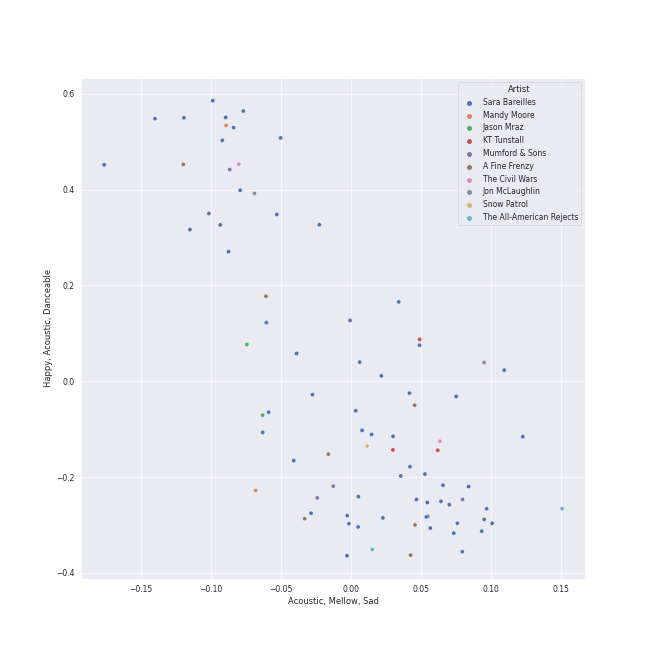 0.6
0.4
0.2
0.0
−0.2
−0.4
Happy, Acoustic, Danceable
−0.15
−0.10
−0.05
0.00
0.05
0.10
0.15
Acoustic, Mellow, Sad
Artist
Sara Bareilles
Mandy Moore
Jason Mraz
KT Tunstall
Mumford & Sons
A Fine Frenzy
The Civil Wars
Jon McLaughlin
Snow Patrol
The All-American Rejects